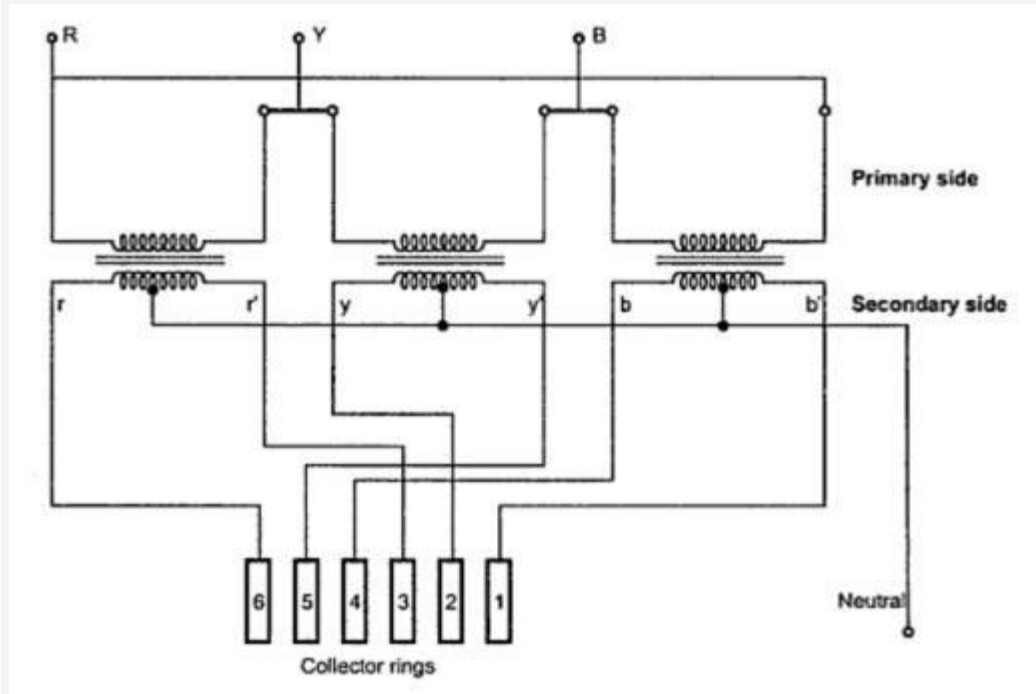 R Y B
Primary side
r r' y y' b b' Secondary side
6 5 4 3 2 1 Neutral
Collector rings